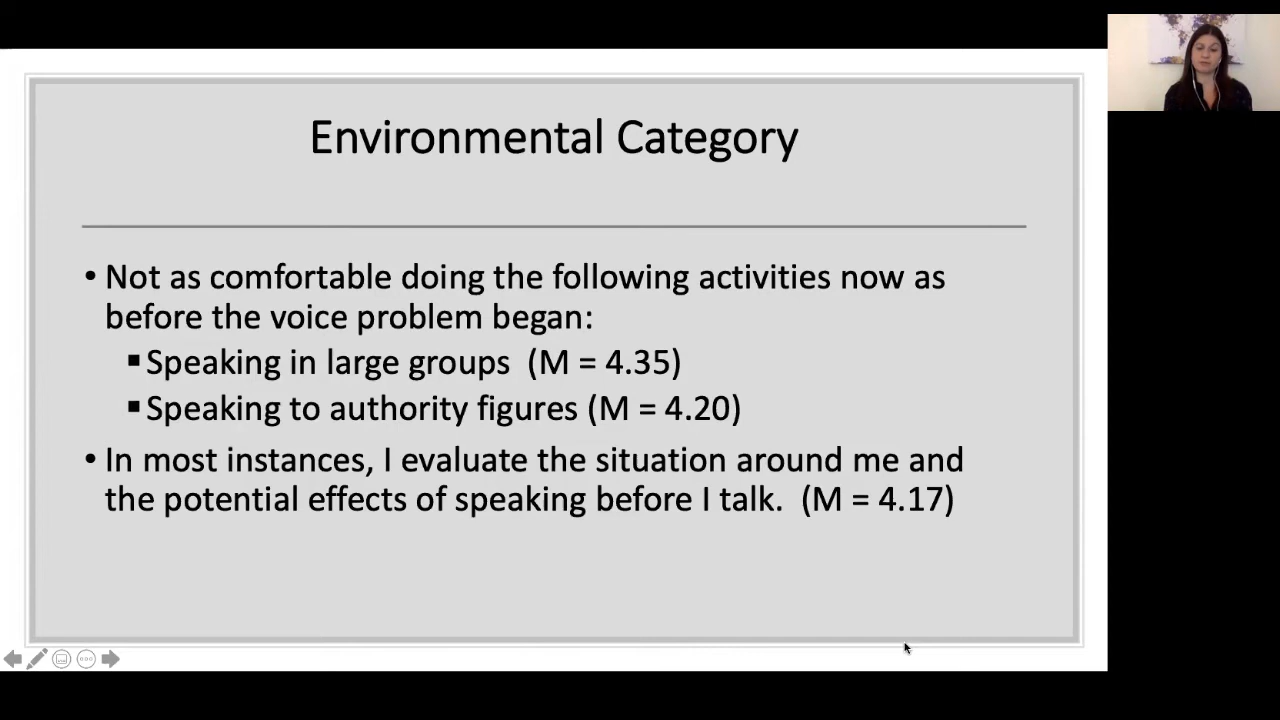 Environmental Category
• Not as comfortable doing the following activities now as
before the voice problem began:
▪ Speaking in large groups  (M = 4.35)
▪ Speaking to authority figures (M = 4.20)
• In most instances, I evaluate the situation around me and
the potential effects of speaking before I talk.  (M = 4.17)